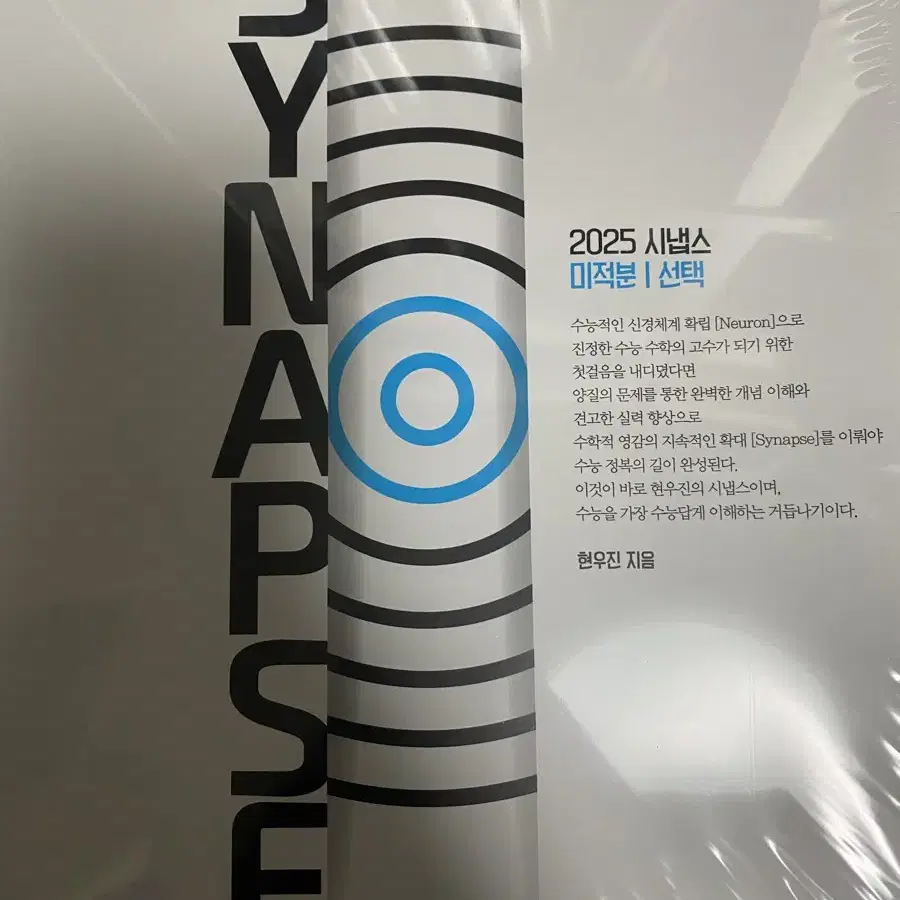 SYNAPSE
2025 시냅스
미적분 | 선택
수능적인 신경체계 확립 [Neuron]으로
진정한 수능 수학의 고수가 되기 위한
첫걸음을 내디뎠다면
양질의 문제를 통한 완벽한 개념 이해와
견고한 실력 향상으로
수학적 영감의 지속적인 확대 [Synapse]를 이뤄야
수능 정복의 길이 완성된다.
이것이 바로 현우진의 시냅스이며,
수능을 가장 수능답게 이해하는 거듭나기이다.
현우진 지음